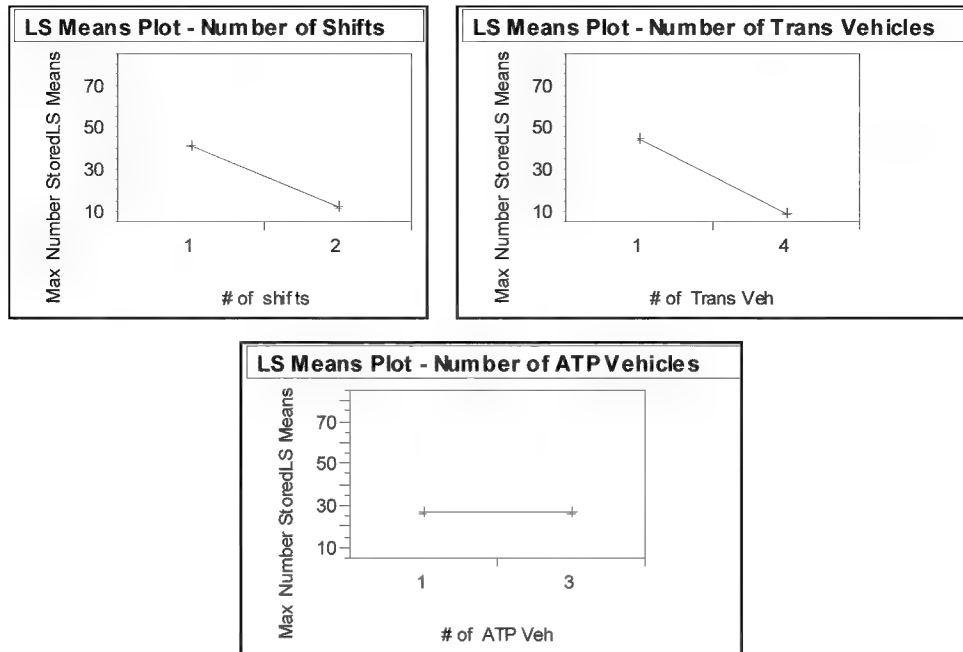 LS Means Plot - Number of Shifts
Max Number StoredLS Means
70
50
30
10
1 2
# of shifts
LS Means Plot - Number of Trans Vehicles
Max Number StoredLS Means
70
50
30
10
1 4
# of Trans Veh
LS Means Plot - Number of ATP Vehicles
Max Number StoredLS Means
70
50
30
10
1 3
# of ATP Veh